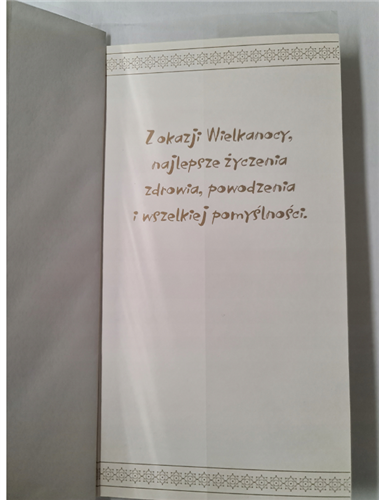 Z okazji Wielkanocy,
najlepsze życzenia
zdrowia, powodzenia
i wszelkiej pomyślności.